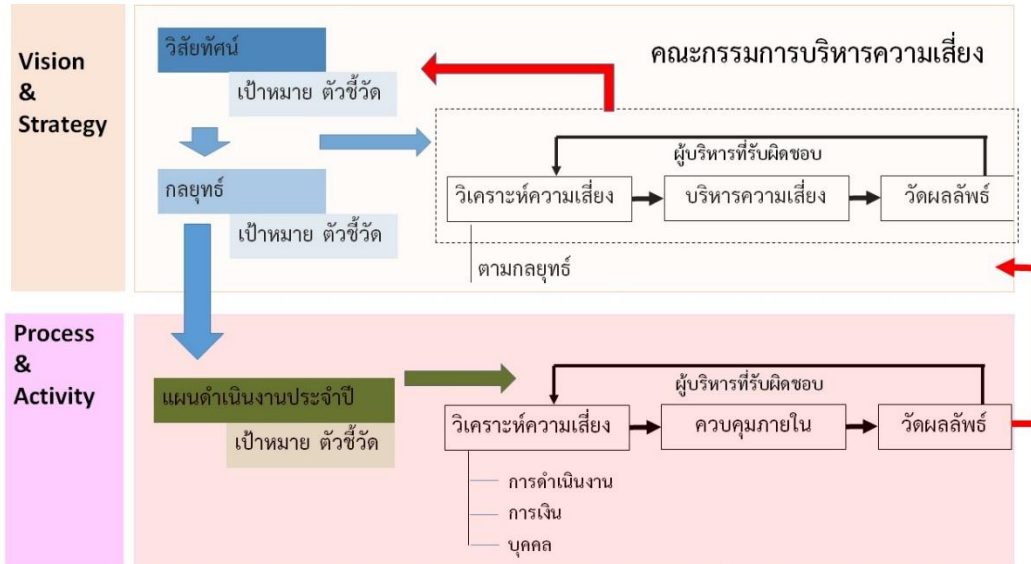 Vision
&
Strategy
วิสัยทัศน์
เป้าหมาย ตัวชี้วัด
กลยุทธ์
เป้าหมาย ตัวชี้วัด
คณะกรรมการบริหารความเสี่ยง
ผู้บริหารที่รับผิดชอบ
วิเคราะห์ความเสี่ยง
บริหารความเสี่ยง
วัดผลลัพธ์
ตามกลยุทธ์
Process
&
Activity
แผนดำเนินงานประจำปี
เป้าหมาย ตัวชี้วัด
ผู้บริหารที่รับผิดชอบ
วิเคราะห์ความเสี่ยง
ควบคุมภายใน
วัดผลลัพธ์
การดำเนินงาน
การเงิน
บุคคล